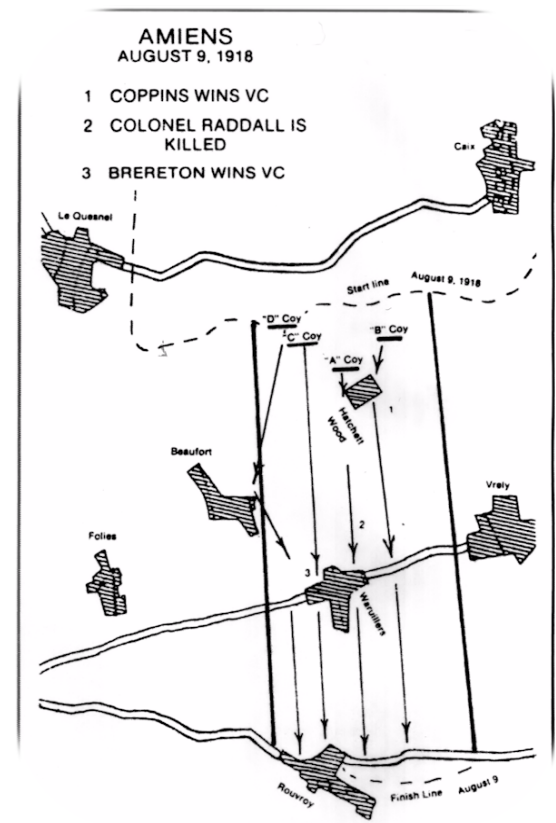 AMIENS
AUGUST 9, 1918
1 COPPINS WINS VC
2 COLONEL RADDALL IS
KILLED
3 BRERETON WINS VC
Caix
Le Quesnel
Start line
August 9, 1918
"D" Coy
"C" Coy
"B" Coy
"A" Coy
1
Hatchett
Wood
Beaufort
Vrely
2
Folies
3
Waruillers
Rouvroy
Finish Line
August 9